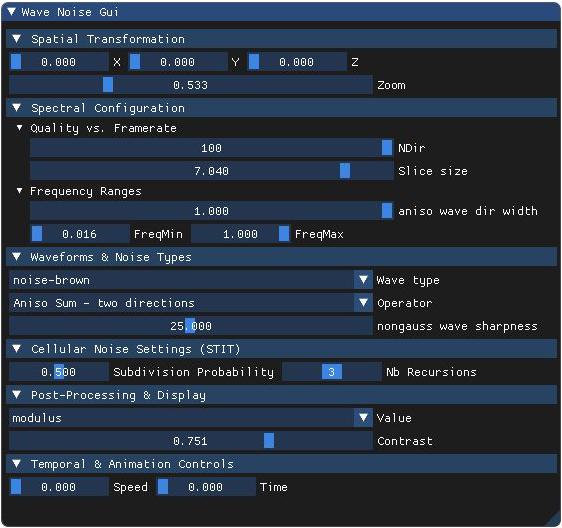 Wave Noise Gui
Spatial Transformation
0.000 X 0.000 Y 0.000 Z
0.533 Zoom
Spectral Configuration
Quality vs. Framerate
100 NDir
7.040 Slice size
Frequency Ranges
1.000 aniso wave dir width
0.016 FreqMin 1.000 FreqMax
Waveforms & Noise Types
noise-brown Wave type
Aniso Sum - two directions Operator
25.000 nongauss wave sharpness
Cellular Noise Settings (STIT)
0.500 Subdivision Probability 3 Nb Recursions
Post-Processing & Display
modulus Value
0.751 Contrast
Temporal & Animation Controls
0.000 Speed 0.000 Time